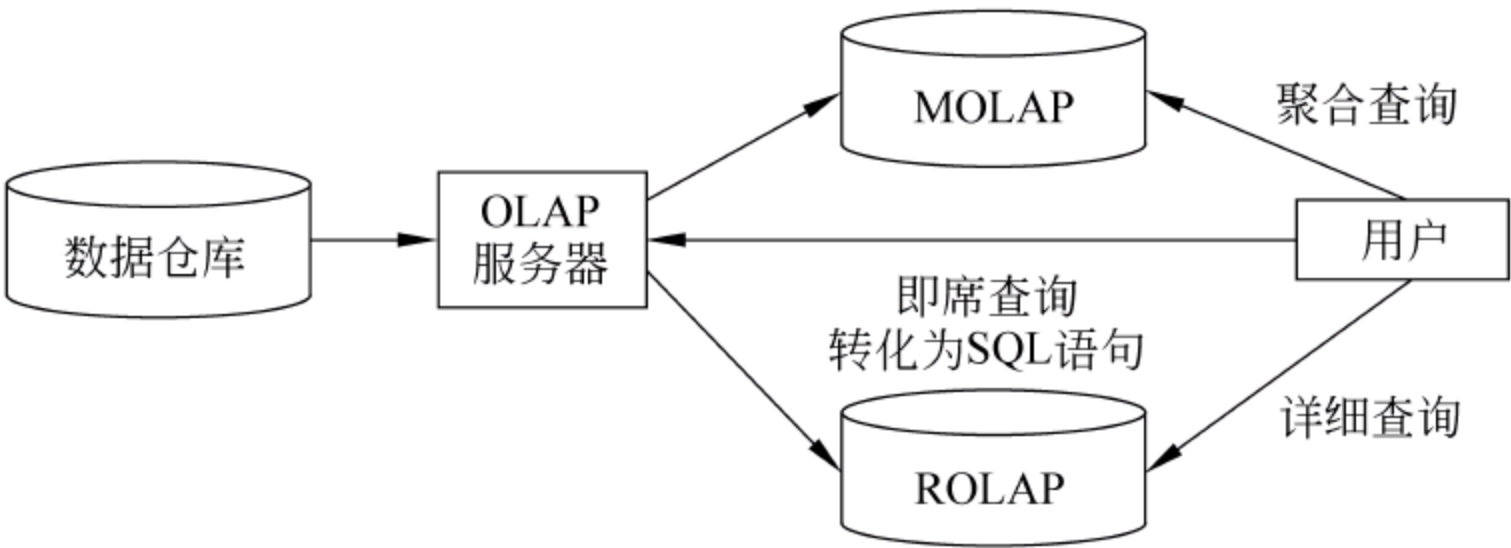 MOLAP
聚合查询
数据仓库
OLAP
服务器
用户
即席查询
转化为SQL语句
详细查询
ROLAP